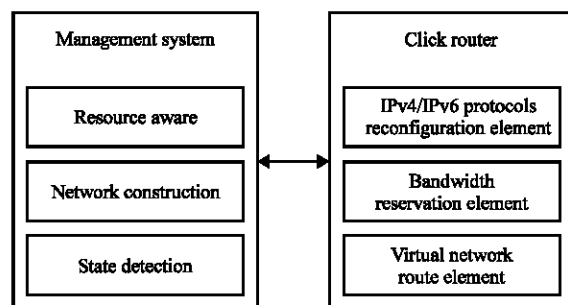 Management system
Resource aware
Network construction
State detection
Click router
IPv4/IPv6 protocols
reconfiguration element
Bandwidth
reservation element
Virtual network
route element